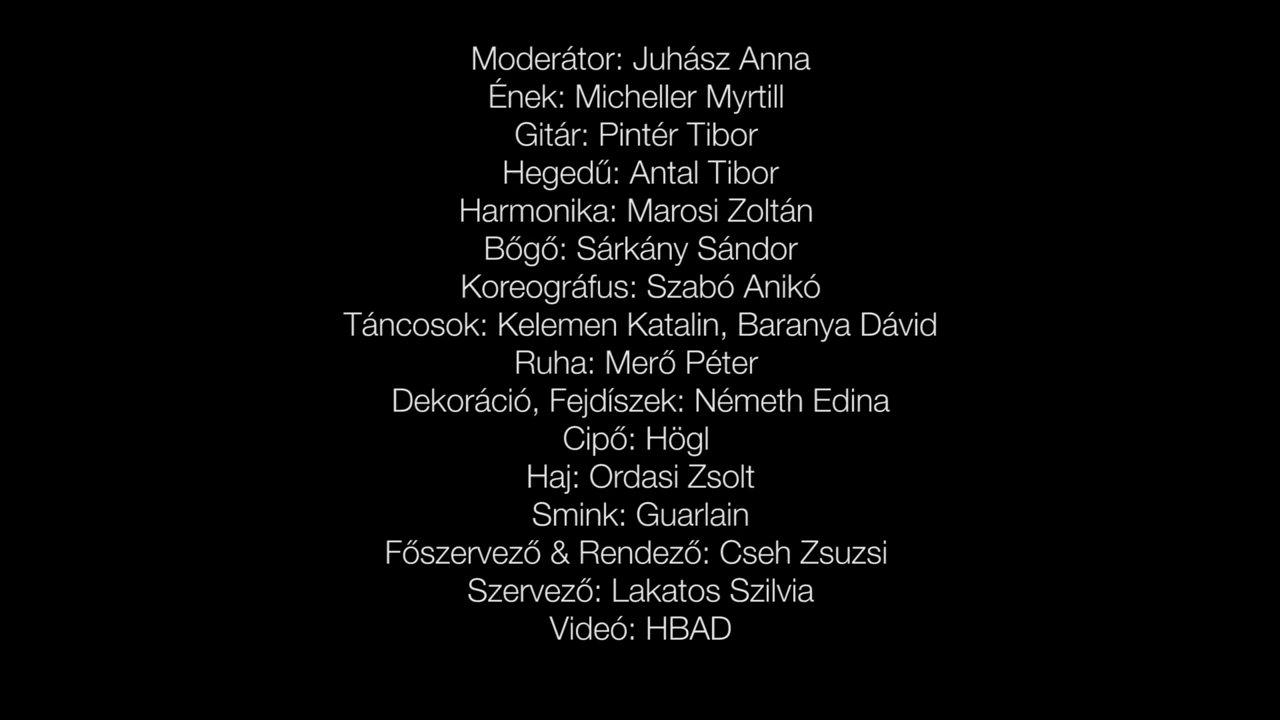 Moderátor: Juhász Anna
Ének: Micheller Myrtill
Gitár: Pintér Tibor
Hegedű: Antal Tibor
Harmonika: Marosi Zoltán
Bőgő: Sárkány Sándor
Koreográfus: Szabó Anikó
Táncosok: Kelemen Katalin, Baranya Dávid
Ruha: Merő Péter
Dekoráció, Fejdíszek: Németh Edina
Cipő: Högl
Haj: Ordasi Zsolt
Smink: Guarlain
Főszervező & Rendező: Cseh Zsuzsi
Szervező: Lakatos Szilvia
Videó: HBAD